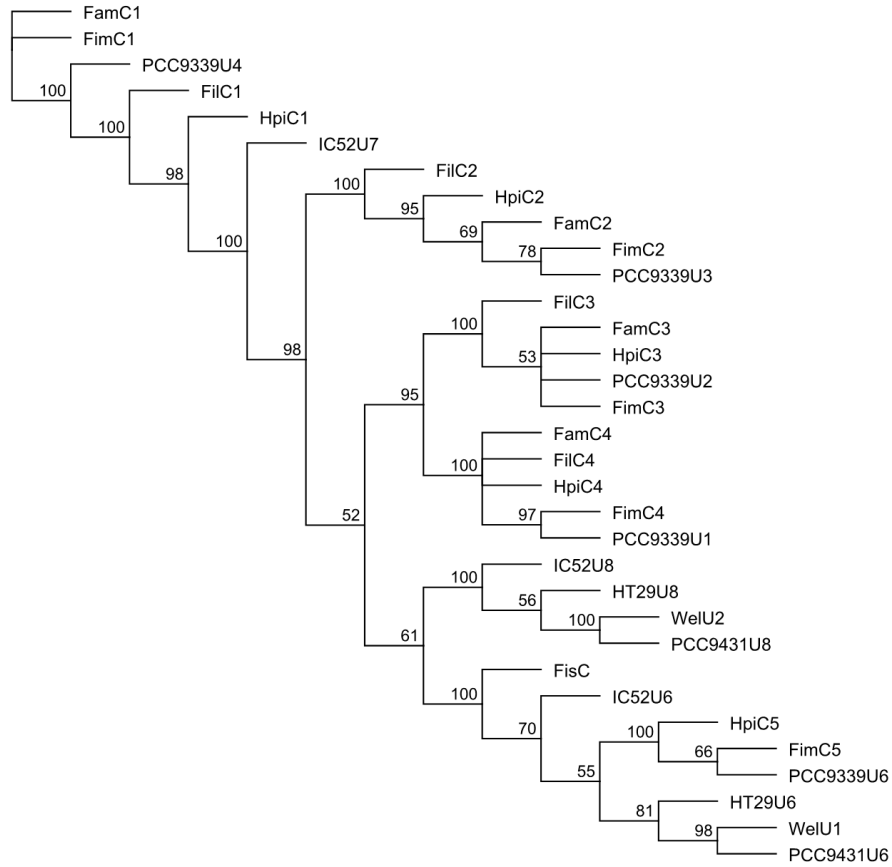 FamC1
FimC1
PCC9339U4
100
FilC1
100
HpiC1
98
IC52U7
100
FilC2
100
HpiC2
95
FamC2
69
FimC2
78
PCC9339U3
98
FilC3
100
FamC3
HpiC3
53
PCC9339U2
FimC3
95
FamC4
FilC4
100
HpiC4
FimC4
97
PCC9339U1
52
IC52U8
100
HT29U8
56
WelU2
100
PCC9431U8
61
FisC
100
IC52U6
70
HpiC5
100
FimC5
66
PCC9339U6
55
HT29U6
81
WelU1
98
PCC9431U6